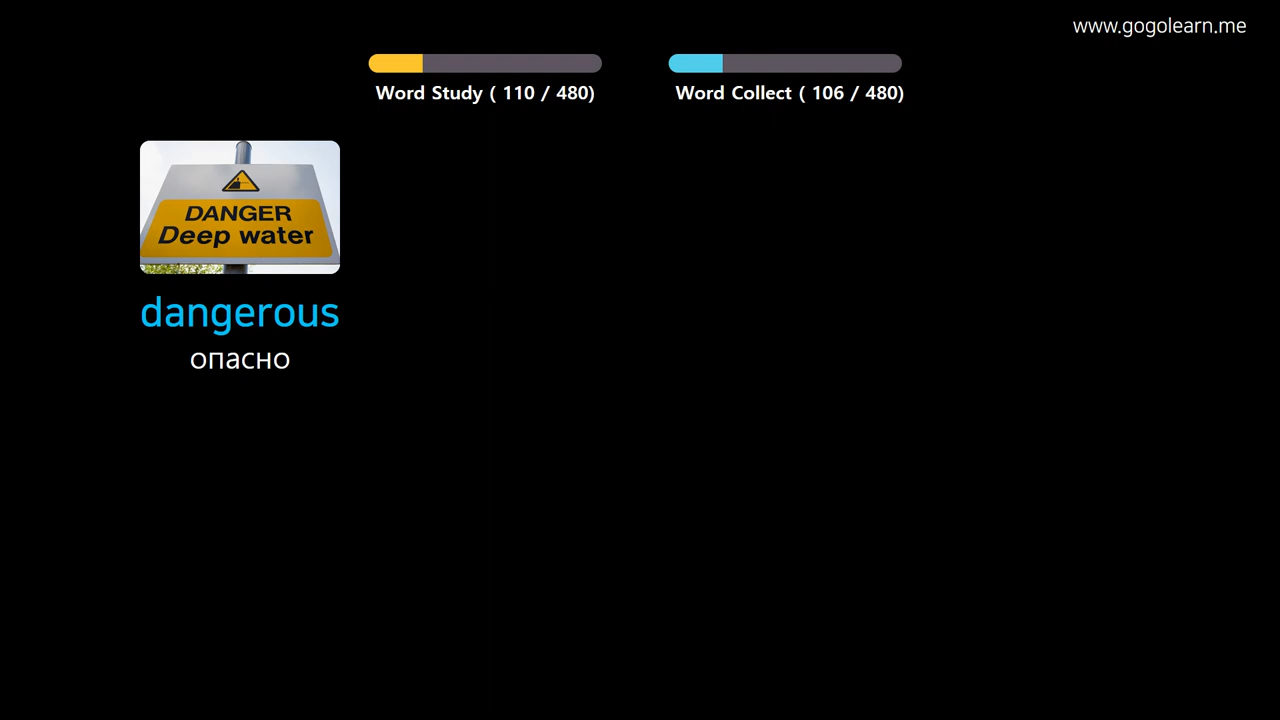 www.gogolearn.me
Word Study ( 110 / 480)
Word Collect ( 106 / 480)
DANGER
Deep water
dangerous
опасно